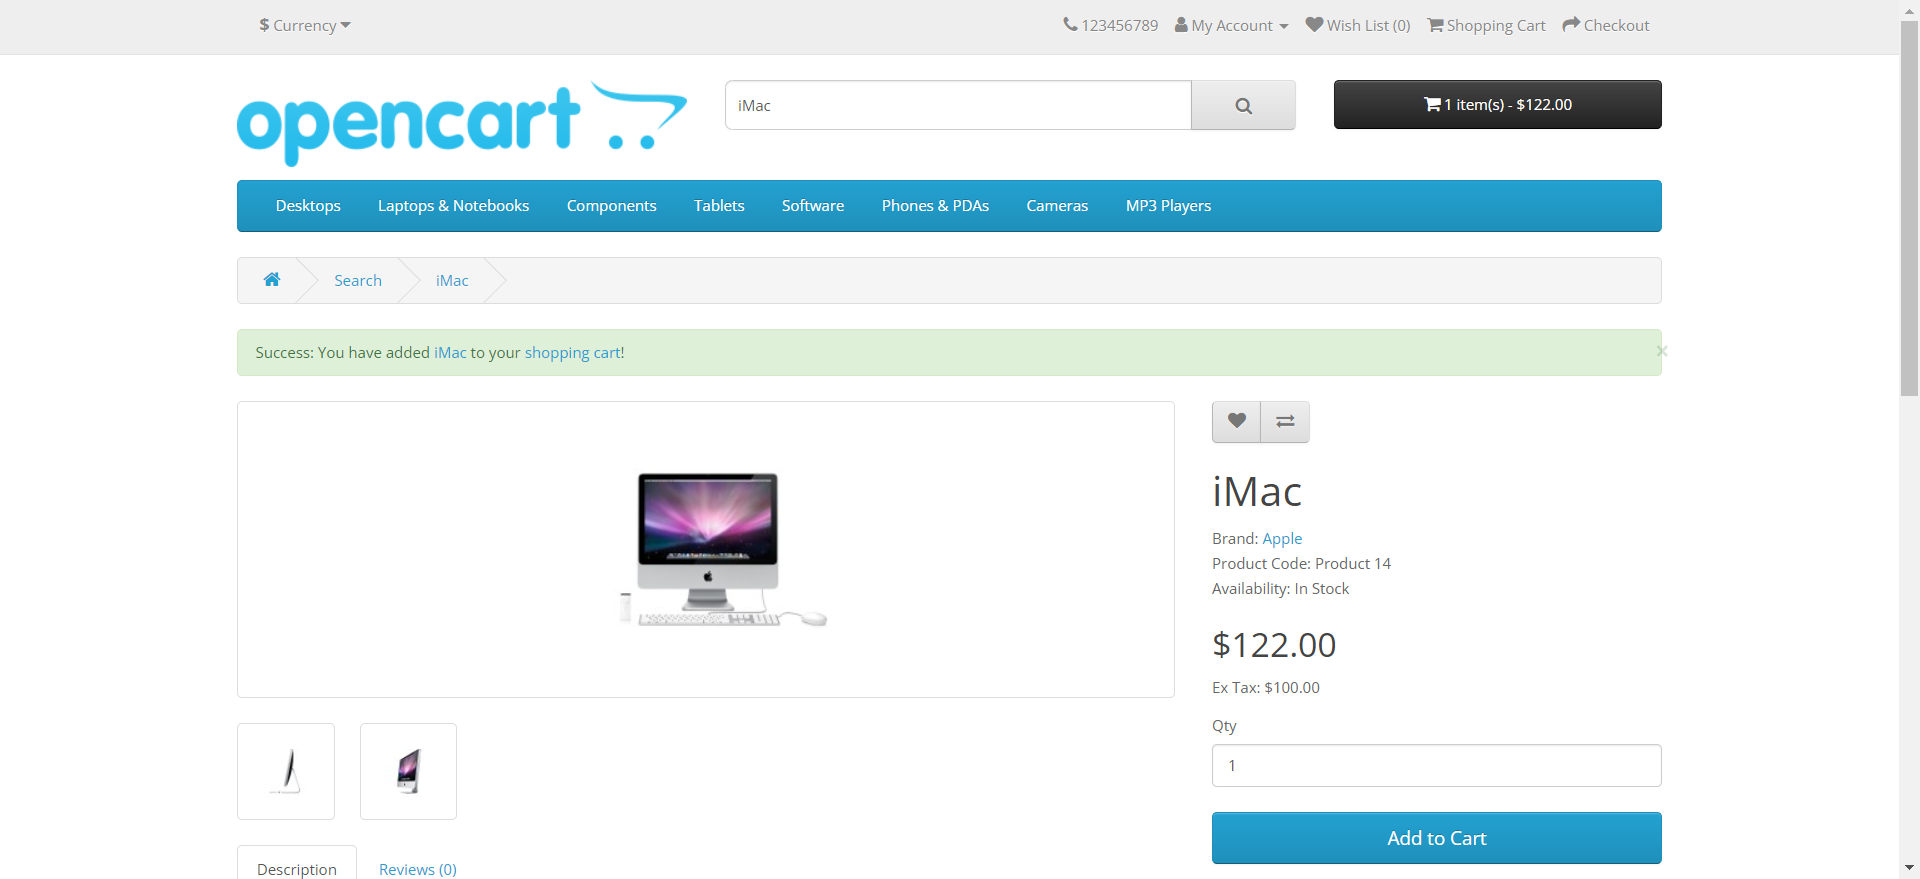 $ Currency
123456789 My Account Wish List (0) Shopping Cart Checkout
opencart
iMac
1 item(s) - $122.00
Desktops Laptops & Notebooks Components Tablets Software Phones & PDAs Cameras MP3 Players
Search iMac
Success: You have added iMac to your shopping cart!
×
iMac
Brand: Apple
Product Code: Product 14
Availability: In Stock
$122.00
Ex Tax: $100.00
Qty
1
Add to Cart
Description Reviews (0)